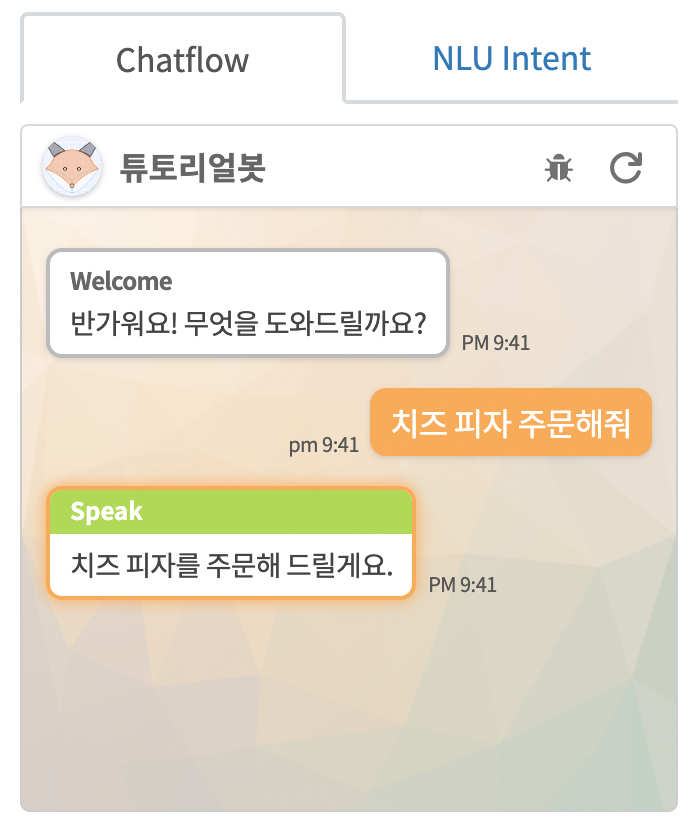 Chatflow
NLU Intent
튜토리얼봇
Welcome
반가워요! 무엇을 도와드릴까요?
PM 9:41
치즈 피자 주문해줘
pm 9:41
Speak
치즈 피자를 주문해 드릴게요.
PM 9:41